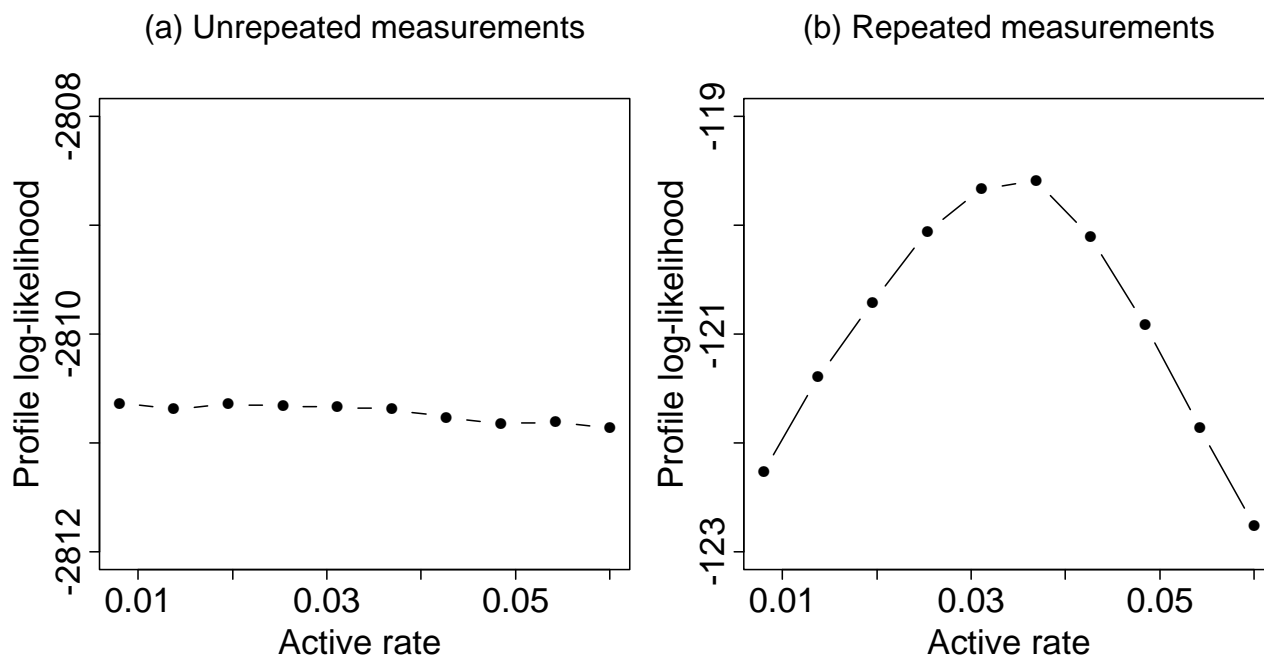 (a) Unrepeated measurements
Profile log-likelihood
-2808
-2810
-2812
0.01
0.03
0.05
Active rate
(b) Repeated measurements
Profile log-likelihood
-119
-121
-123
0.01
0.03
0.05
Active rate